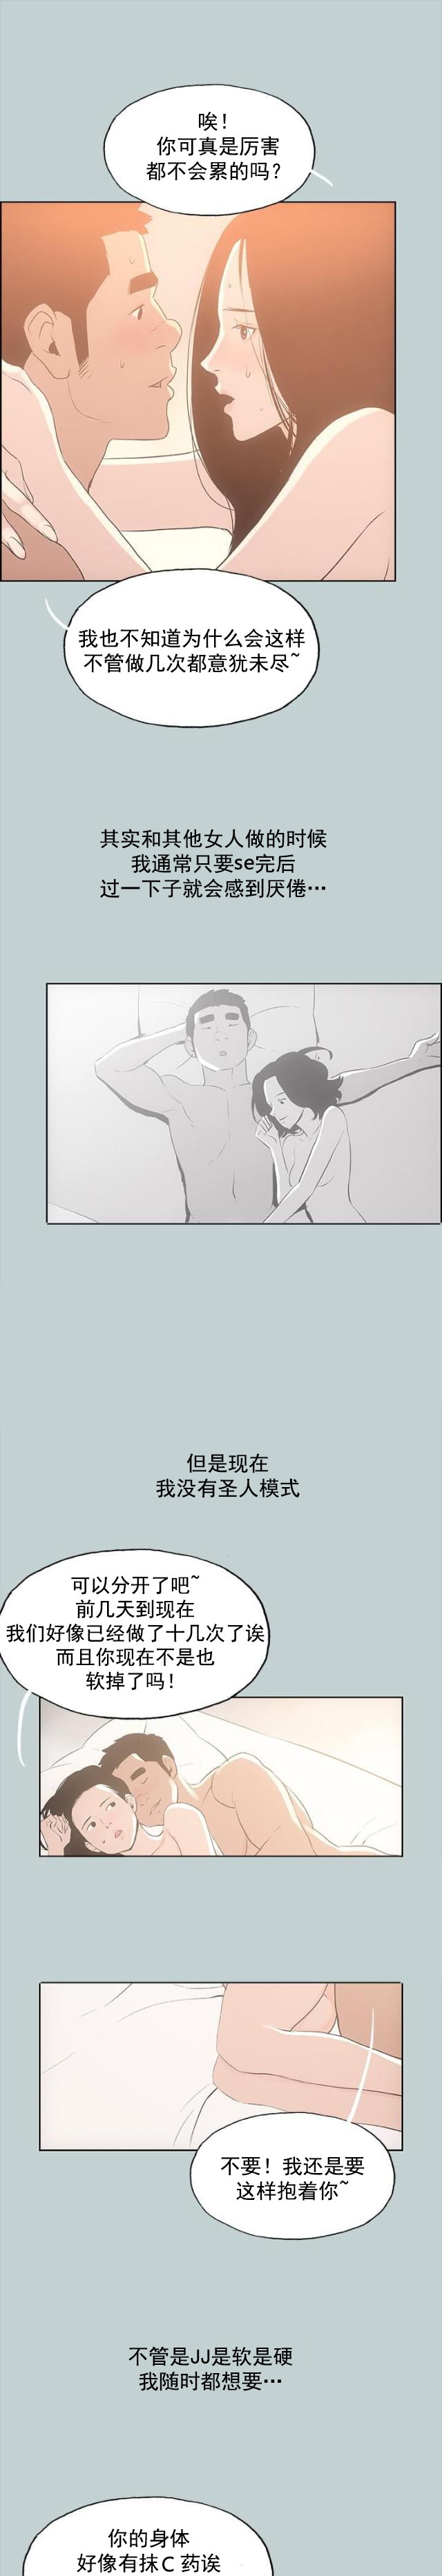 唉！
你可真是厉害
都不会累的吗？
我也不知道为什么会这样
不管做几次都意犹未尽~
其实和其他女人做的时候
我通常只要se完后
过一下子就会感到厌倦…
但是现在
我没有圣人模式
可以分开了吧~
前几天到现在
我们好像已经做了十几次了诶
而且你现在不是也
软掉了吗！
不要！我还是要
这样抱着你~
不管是JJ是软是硬
我随时都想要…
你的身体
好像有抹C药诶